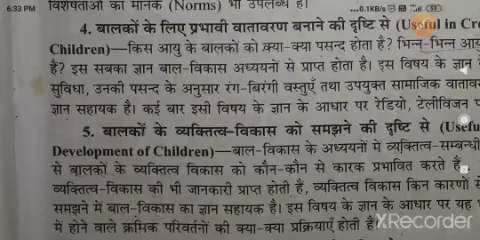 6:33 PM ...0.1KB/s
विशेषताओं का मानक (Norms) भी उपलब्ध है।
4. बालकों के लिए प्रभावी वातावरण बनाने की दृष्टि से (Useful in Cre
Children)—किस आयु के बालकों को क्या-क्या पसन्द होता है? भिन्न-भिन्न आयु
है? इस सबका ज्ञान बाल-विकास अध्ययनों से प्राप्त होता है। इस विषय के ज्ञान
सुविधा, उनकी पसन्द के अनुसार रंग-बिरंगी वस्तुएँ तथा उपयुक्त सामाजिक वाताव
ज्ञान सहायक है। कई बार इसी विषय के ज्ञान के आधार पर रेडियो, टेलीविजन प
5. बालकों के व्यक्तित्व-विकास को समझने की दृष्टि से (Usefu
Development of Children)—बाल-विकास के अध्ययनों में व्यक्तित्व-सम्बन्धी
से बालकों के व्यक्तित्व विकास को कौन-कौन से कारक प्रभावित करते हैं
व्यक्तित्व-विकास की भी जानकारी प्राप्त होती हैं, व्यक्तित्व विकास किन कारणों स
समझने में बाल-विकास का ज्ञान सहायक है। इस विषय के ज्ञान के आधार पर यह
में होने वाले क्रमिक परिवर्तनों की क्या-क्या प्रक्रियाएँ होती हैं
XRecorder